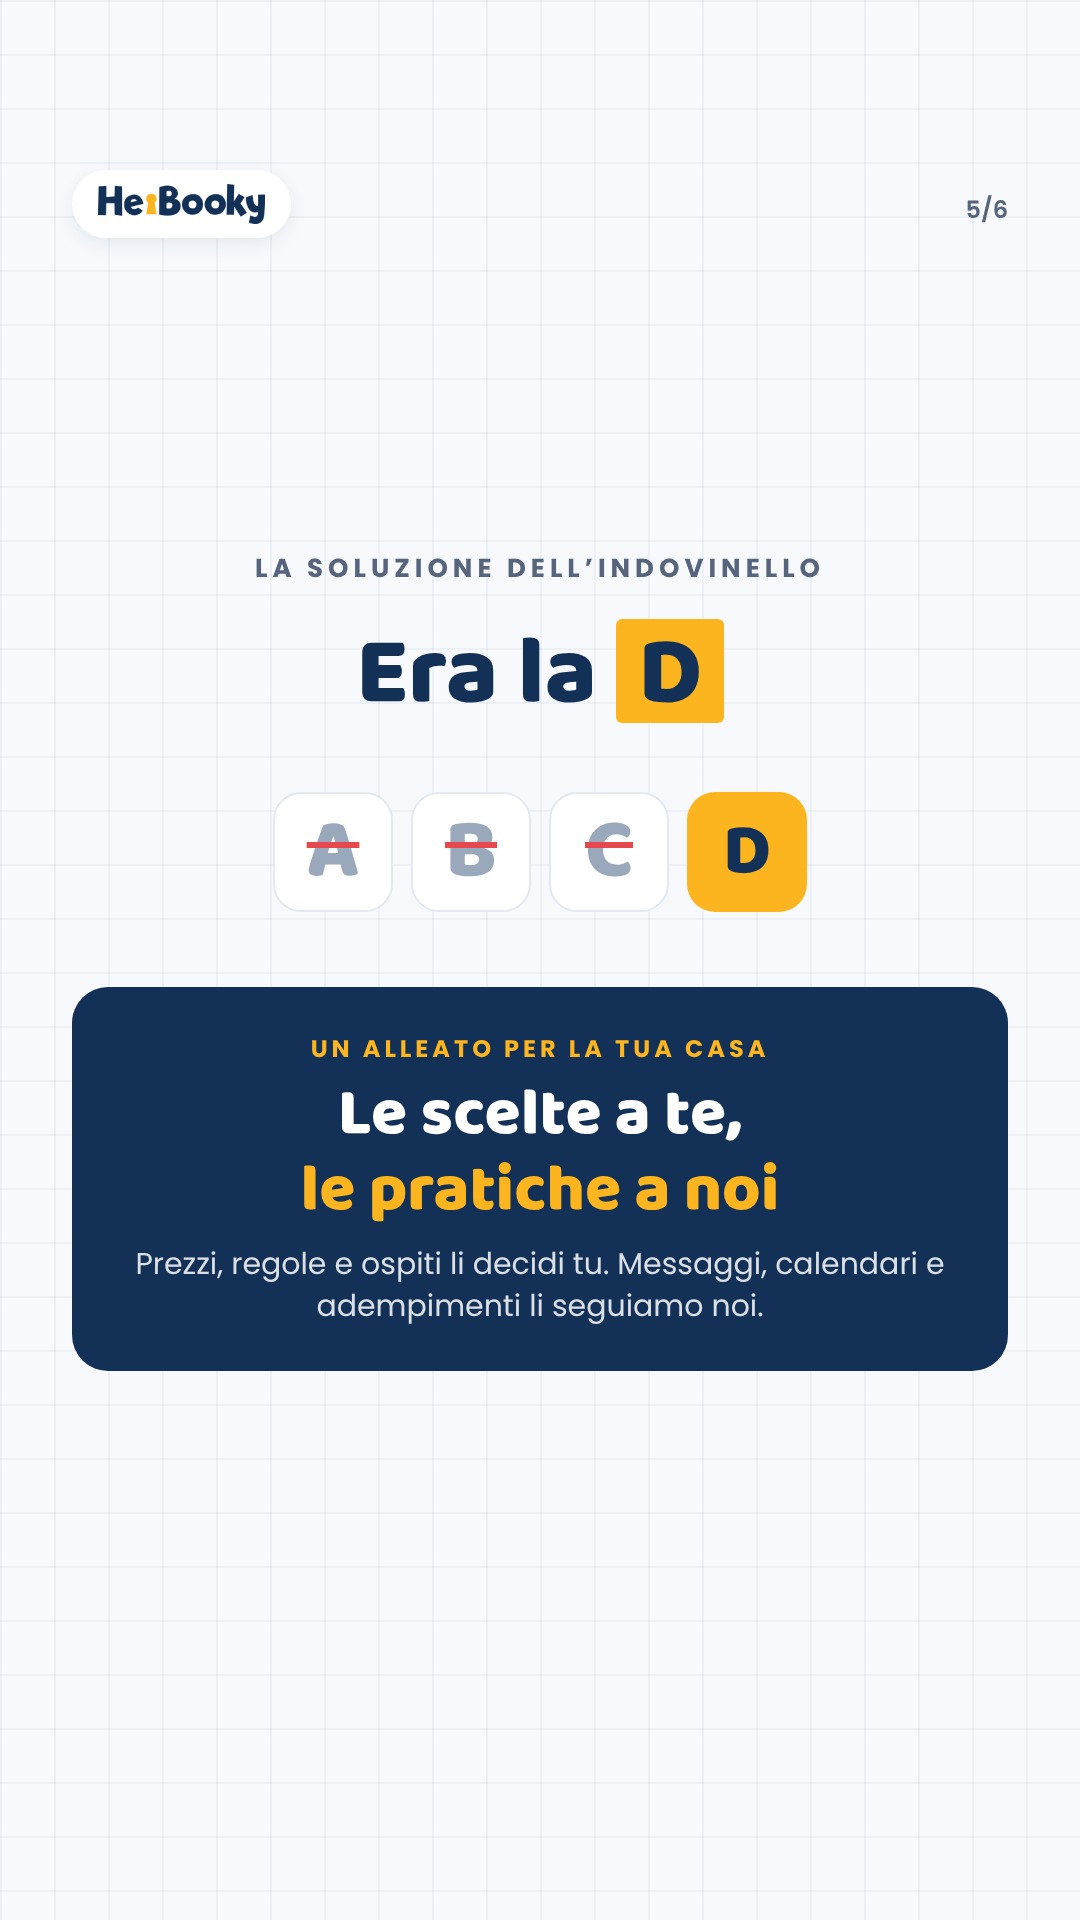 HeiBooky
5/6
LA SOLUZIONE DELL’INDOVINELLO
Era la D
A B C D
UN ALLEATO PER LA TUA CASA
Le scelte a te,
le pratiche a noi
Prezzi, regole e ospiti li decidi tu. Messaggi, calendari e
adempimenti li seguiamo noi.